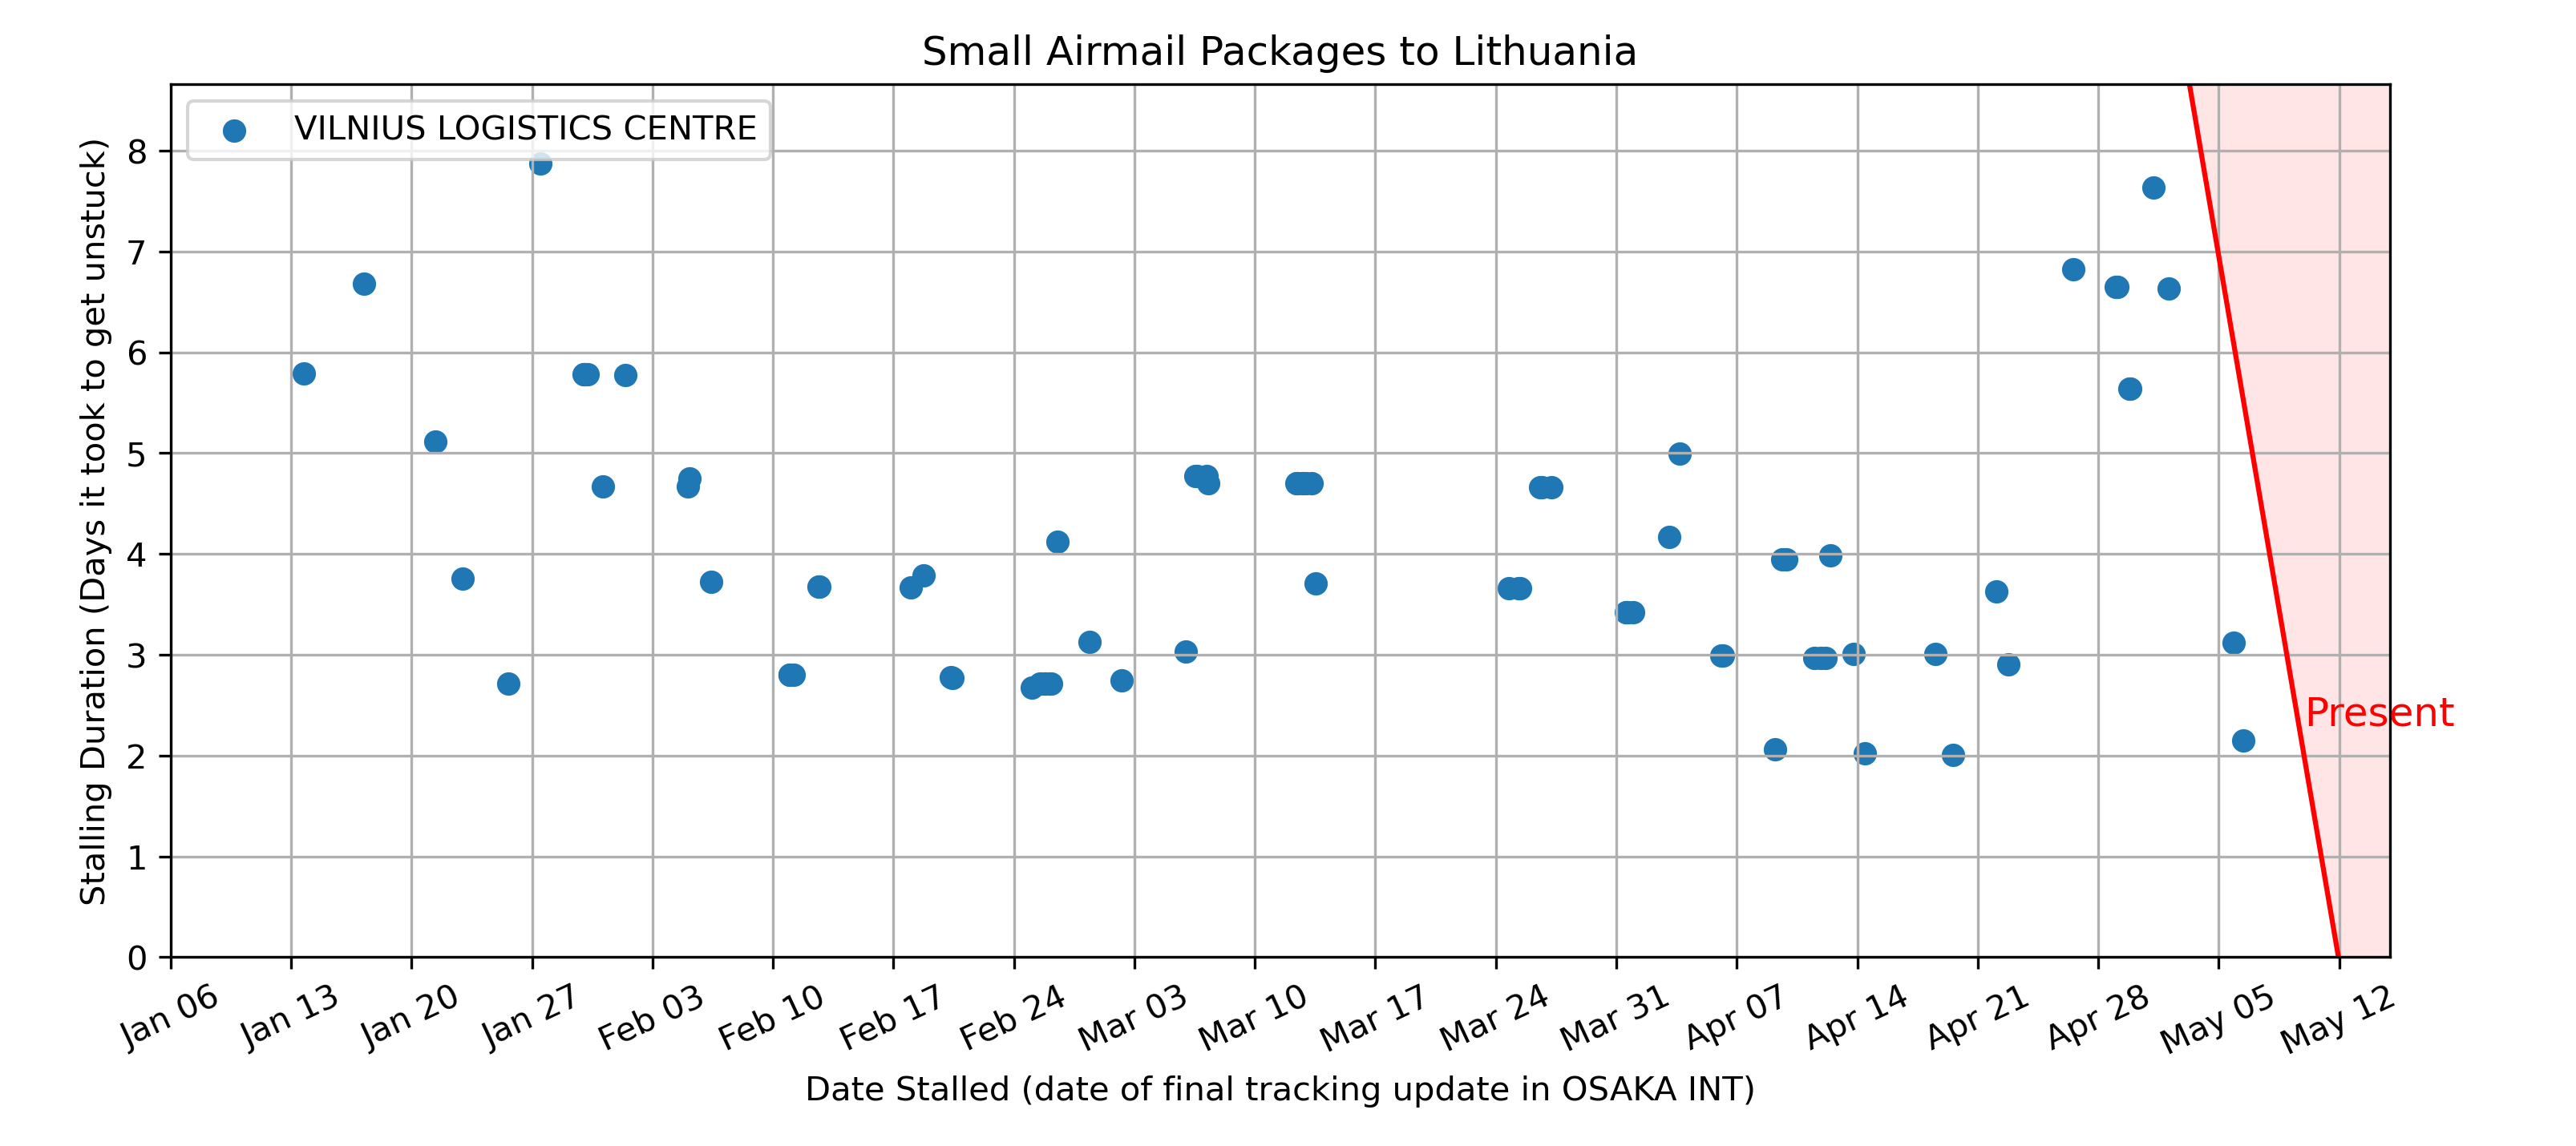 Small Airmail Packages to Lithuania
VILNIUS LOGISTICS CENTRE
Stalling Duration (Days it took to get unstuck)
8
7
6
5
4
3
2
1
0
Present
Jan 06
Jan 13
Jan 20
Jan 27
Feb 03
Feb 10
Feb 17
Feb 24
Mar 03
Mar 10
Mar 17
Mar 24
Mar 31
Apr 07
Apr 14
Apr 21
Apr 28
May 05
May 12
Date Stalled (date of final tracking update in OSAKA INT)